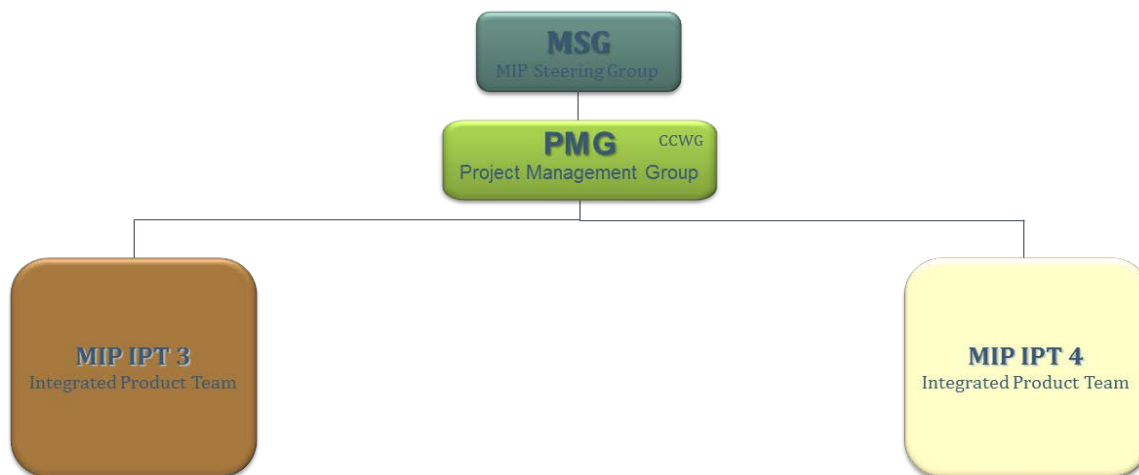 MSG
MIP Steering Group
PMG CCWG
Project Management Group
MIP IPT 3
Integrated Product Team
MIP IPT 4
Integrated Product Team